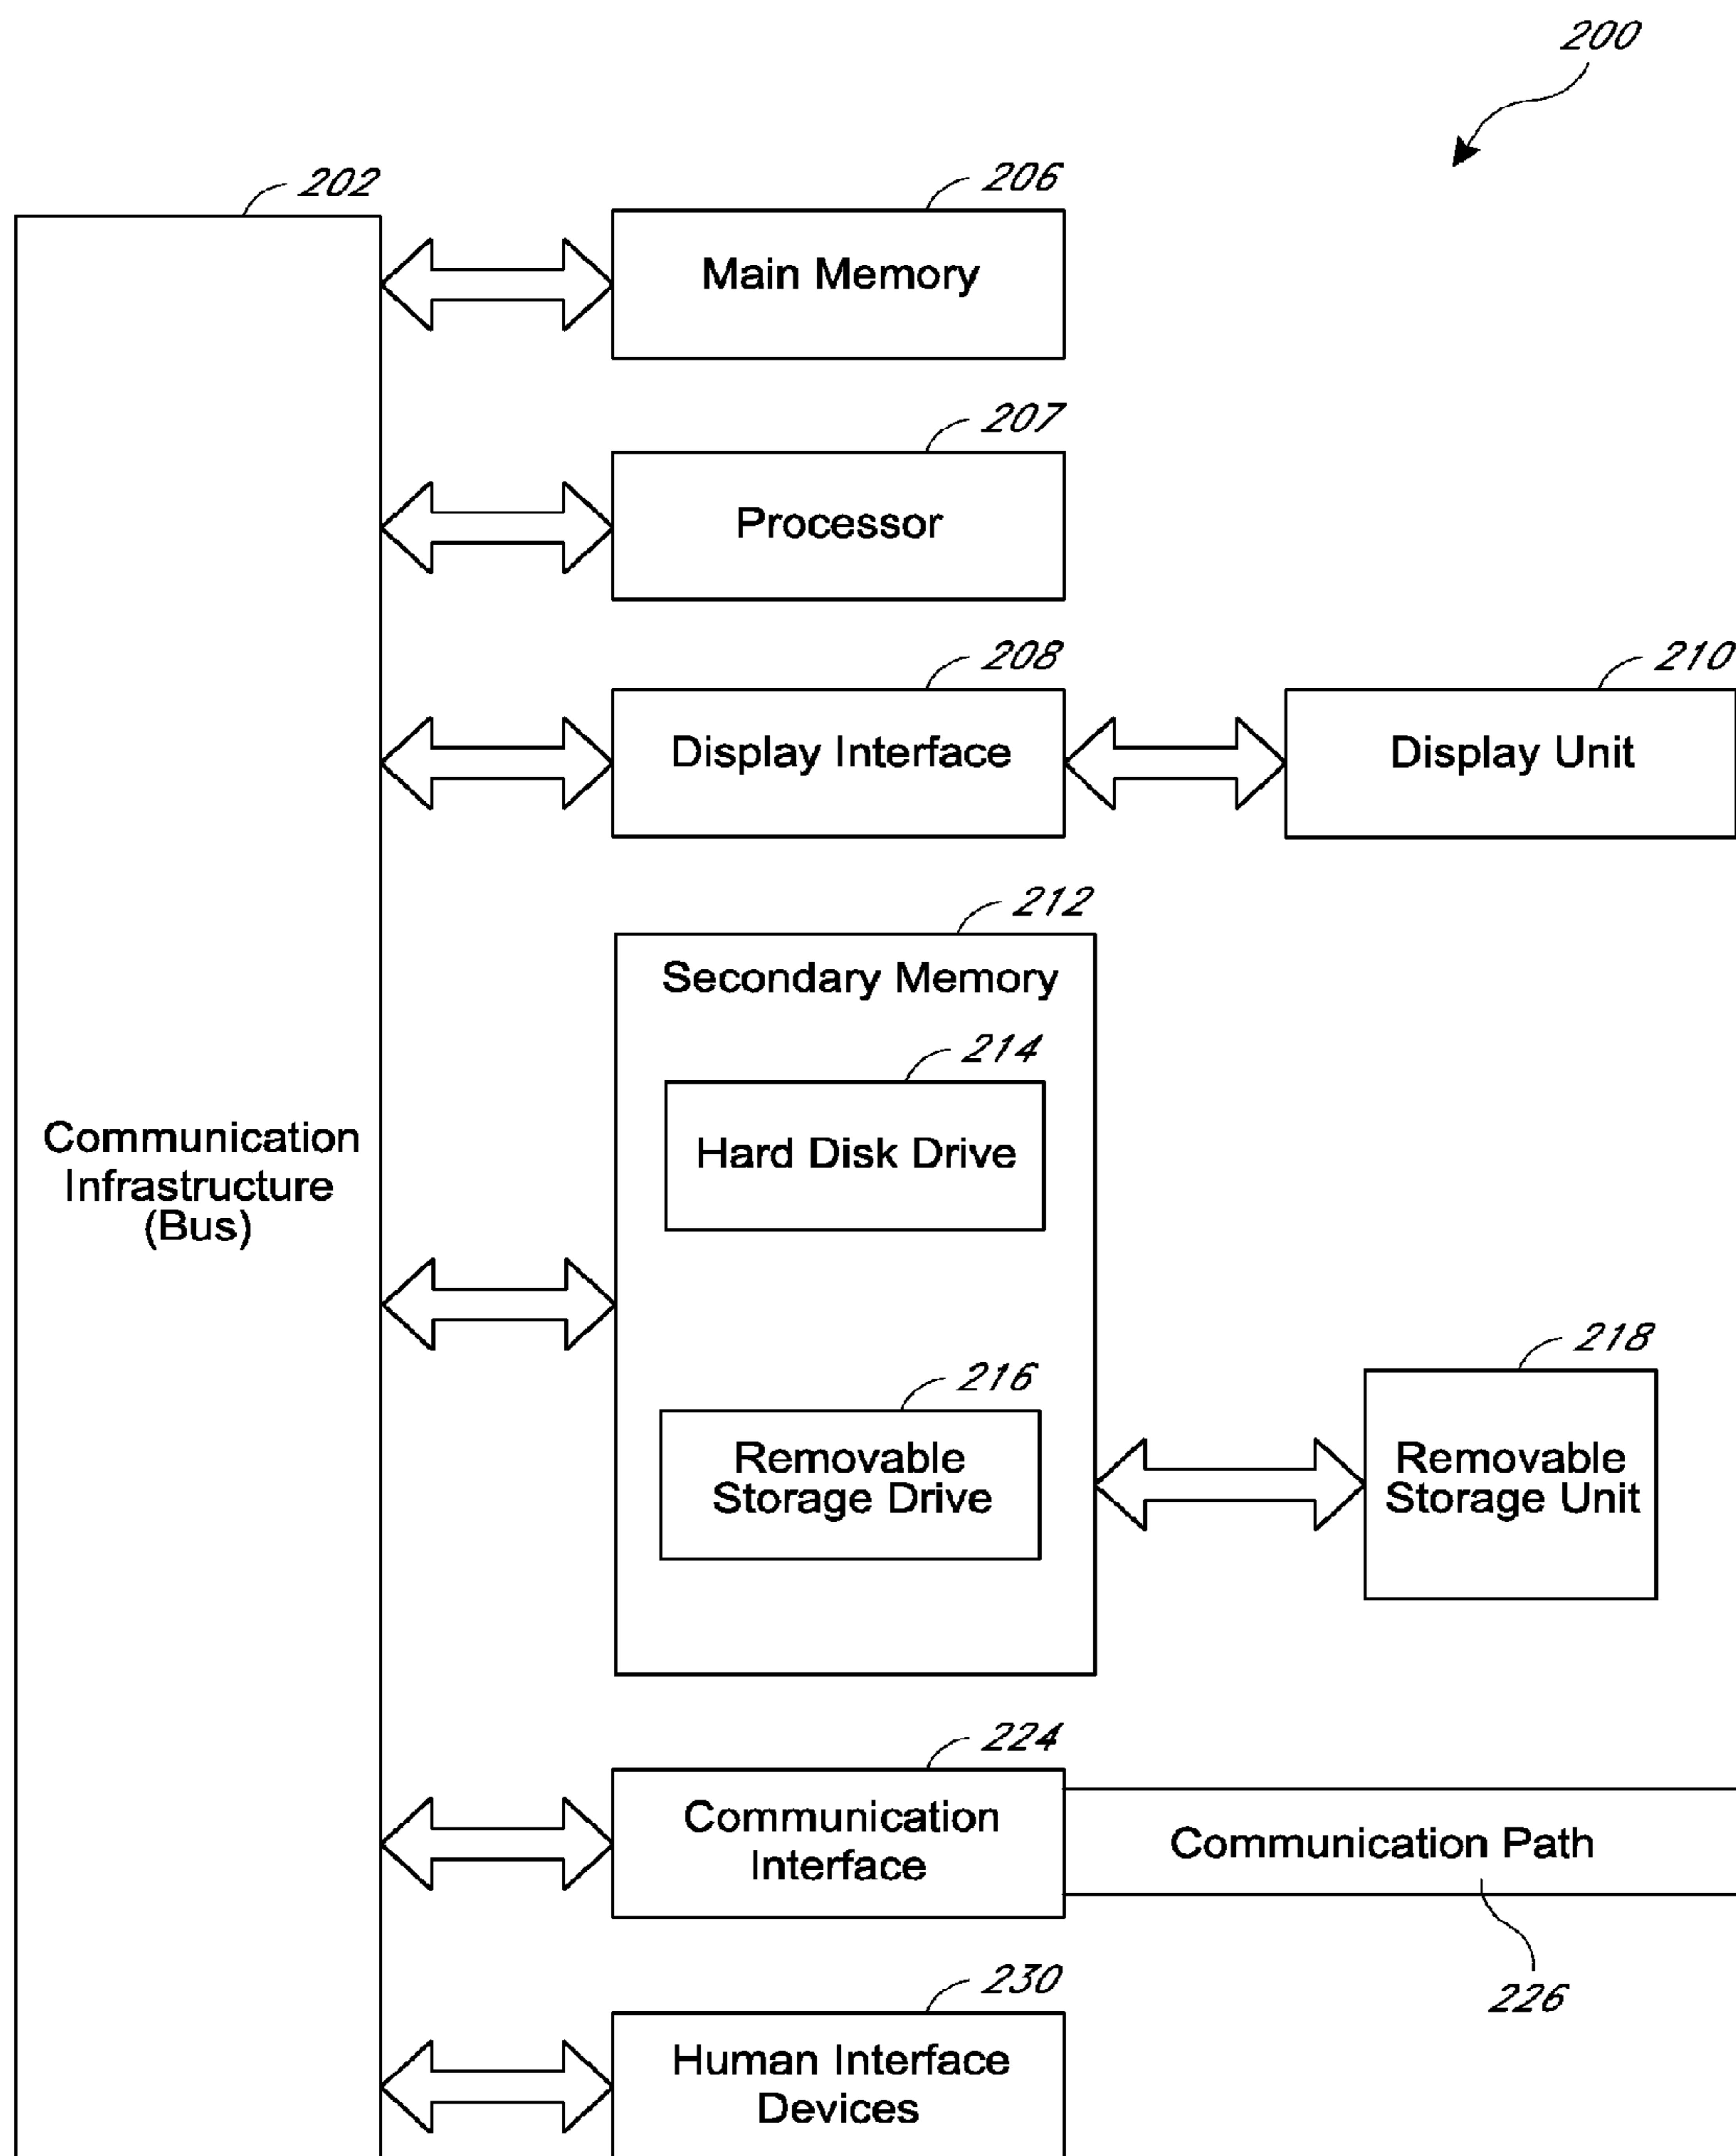 200
202
206
Main Memory
207
Processor
208
Display Interface
210
Display Unit
212
Secondary Memory
214
Hard Disk Drive
Communication
Infrastructure
(Bus)
216
Removable
Storage Drive
218
Removable
Storage Unit
224
Communication
Interface
Communication Path
226
230
Human Interface
Devices